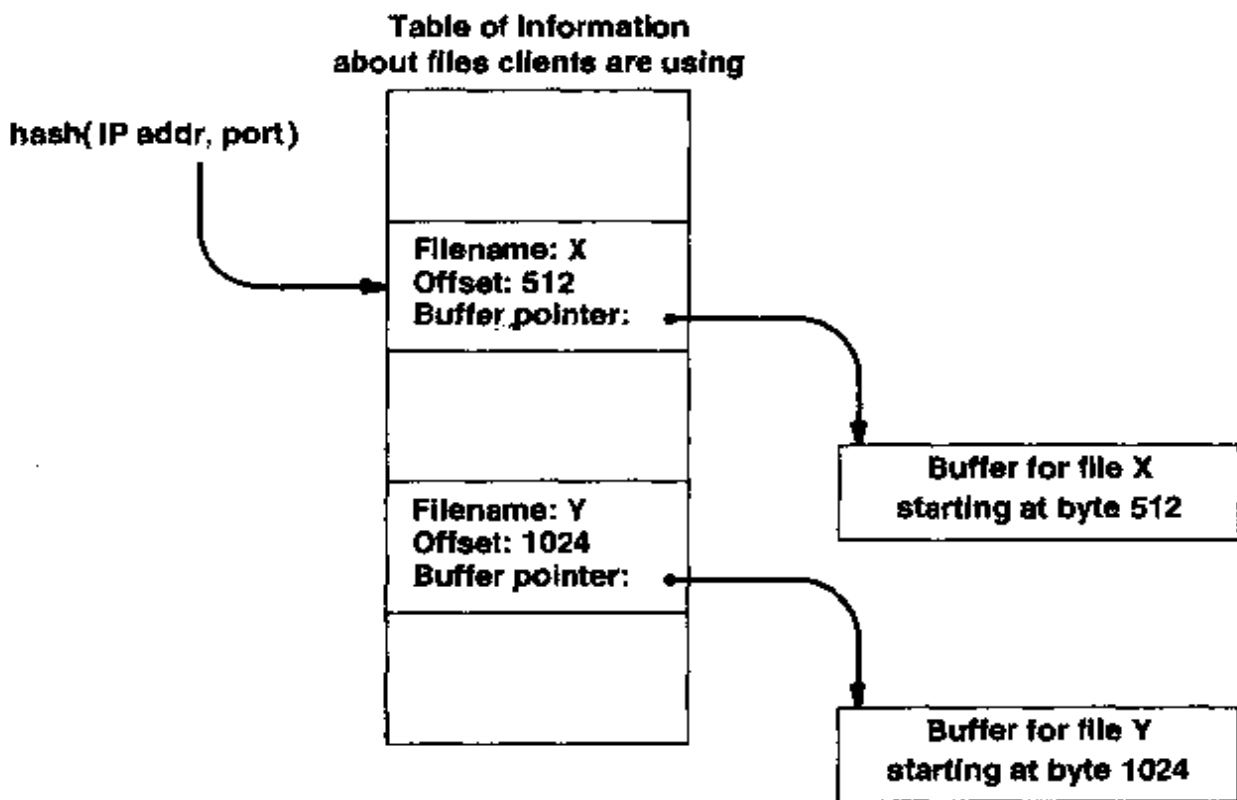 Table of Information
about files clients are using
hash( IP addr, port )
Filename: X
Offset: 512
Buffer pointer:
Buffer for file X
starting at byte 512
Filename: Y
Offset: 1024
Buffer pointer:
Buffer for file Y
starting at byte 1024